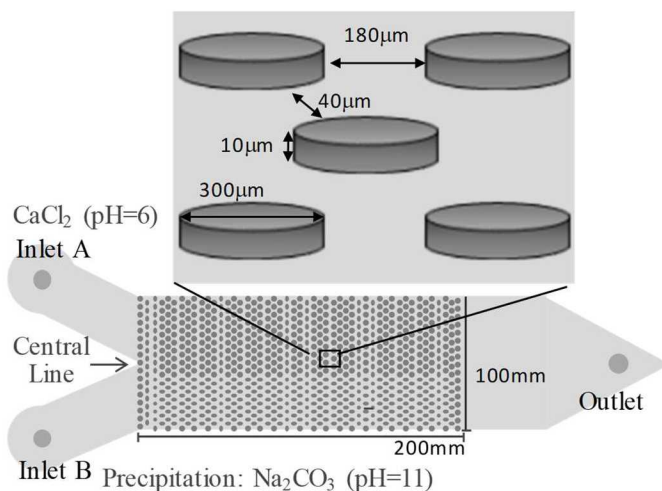 180μm
40μm
10μm
300μm
CaCl₂ (pH=6)
Inlet A
Central
Line
100mm
Outlet
200mm
Inlet B
Precipitation: Na₂CO₃ (pH=11)